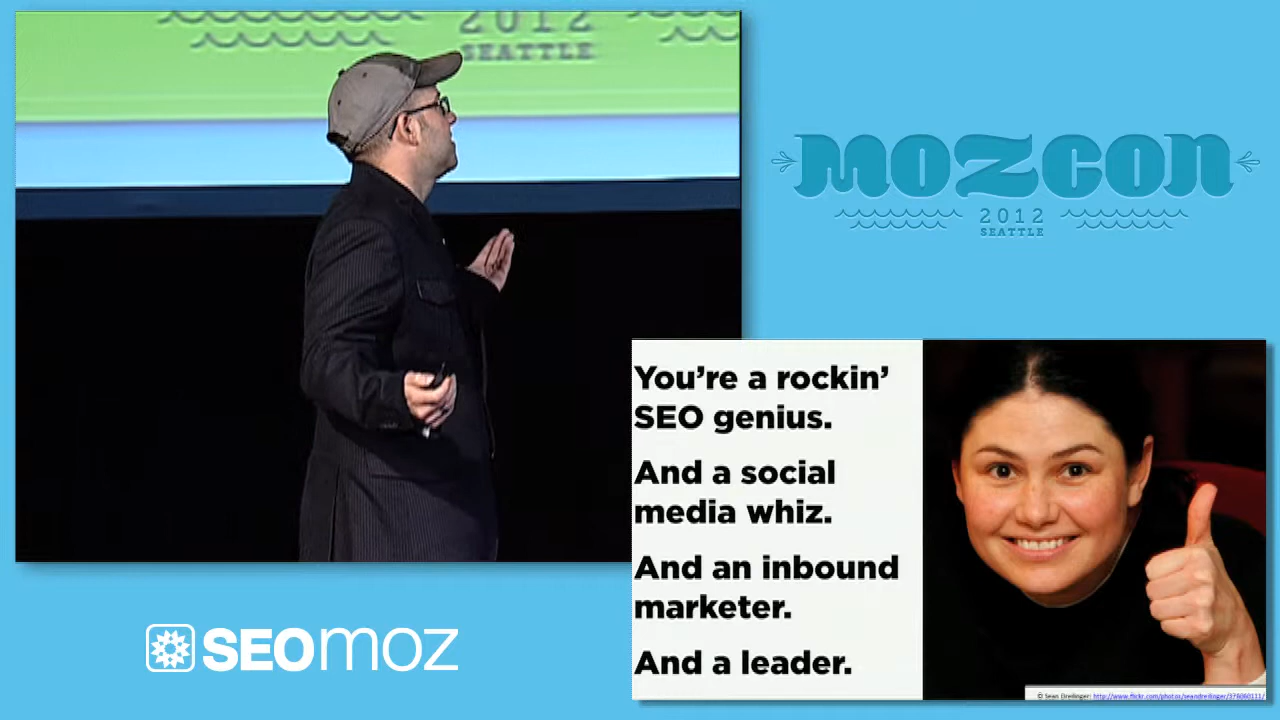 2012
SEATTLE
MOZCON
2012
SEATTLE
You're a rockin'
SEO genius.
And a social
media whiz.
And an inbound
marketer.
And a leader.
SEOmoz